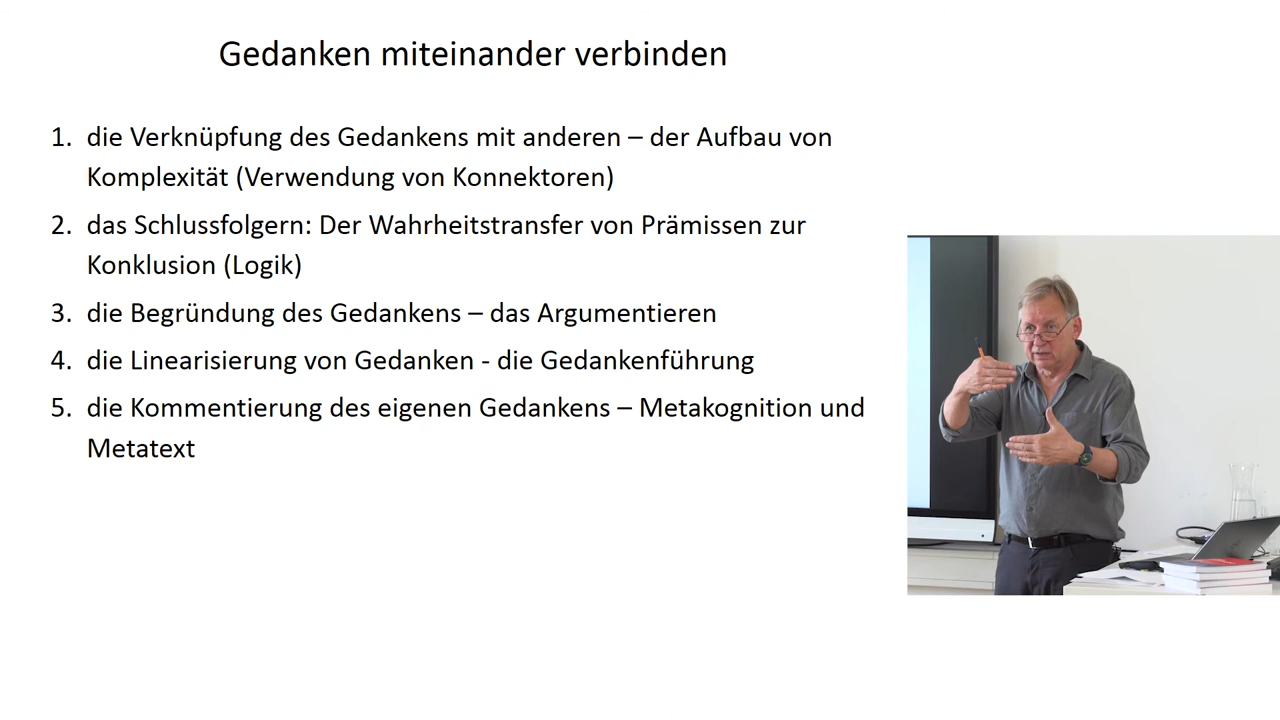 Gedanken miteinander verbinden
1. die Verknüpfung des Gedankens mit anderen – der Aufbau von
Komplexität (Verwendung von Konnektoren)
2. das Schlussfolgern: Der Wahrheitstransfer von Prämissen zur
Konklusion (Logik)
3. die Begründung des Gedankens – das Argumentieren
4. die Linearisierung von Gedanken - die Gedankenführung
5. die Kommentierung des eigenen Gedankens – Metakognition und
Metatext